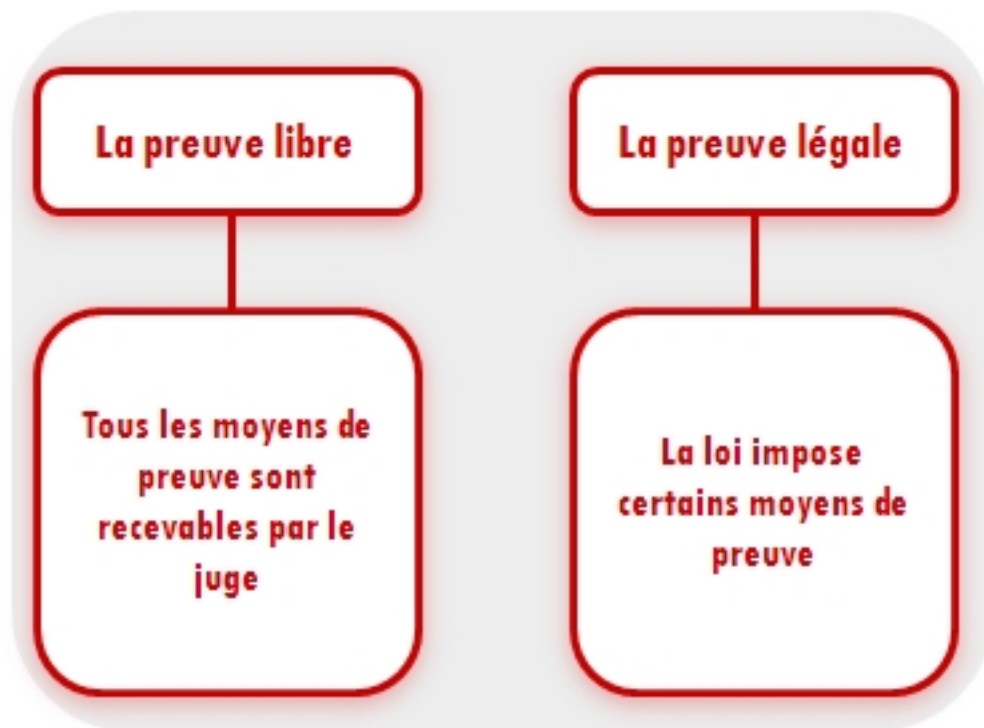 La preuve libre
Tous les moyens de
preuve sont
recevables par le
juge
La preuve légale
La loi impose
certains moyens de
preuve